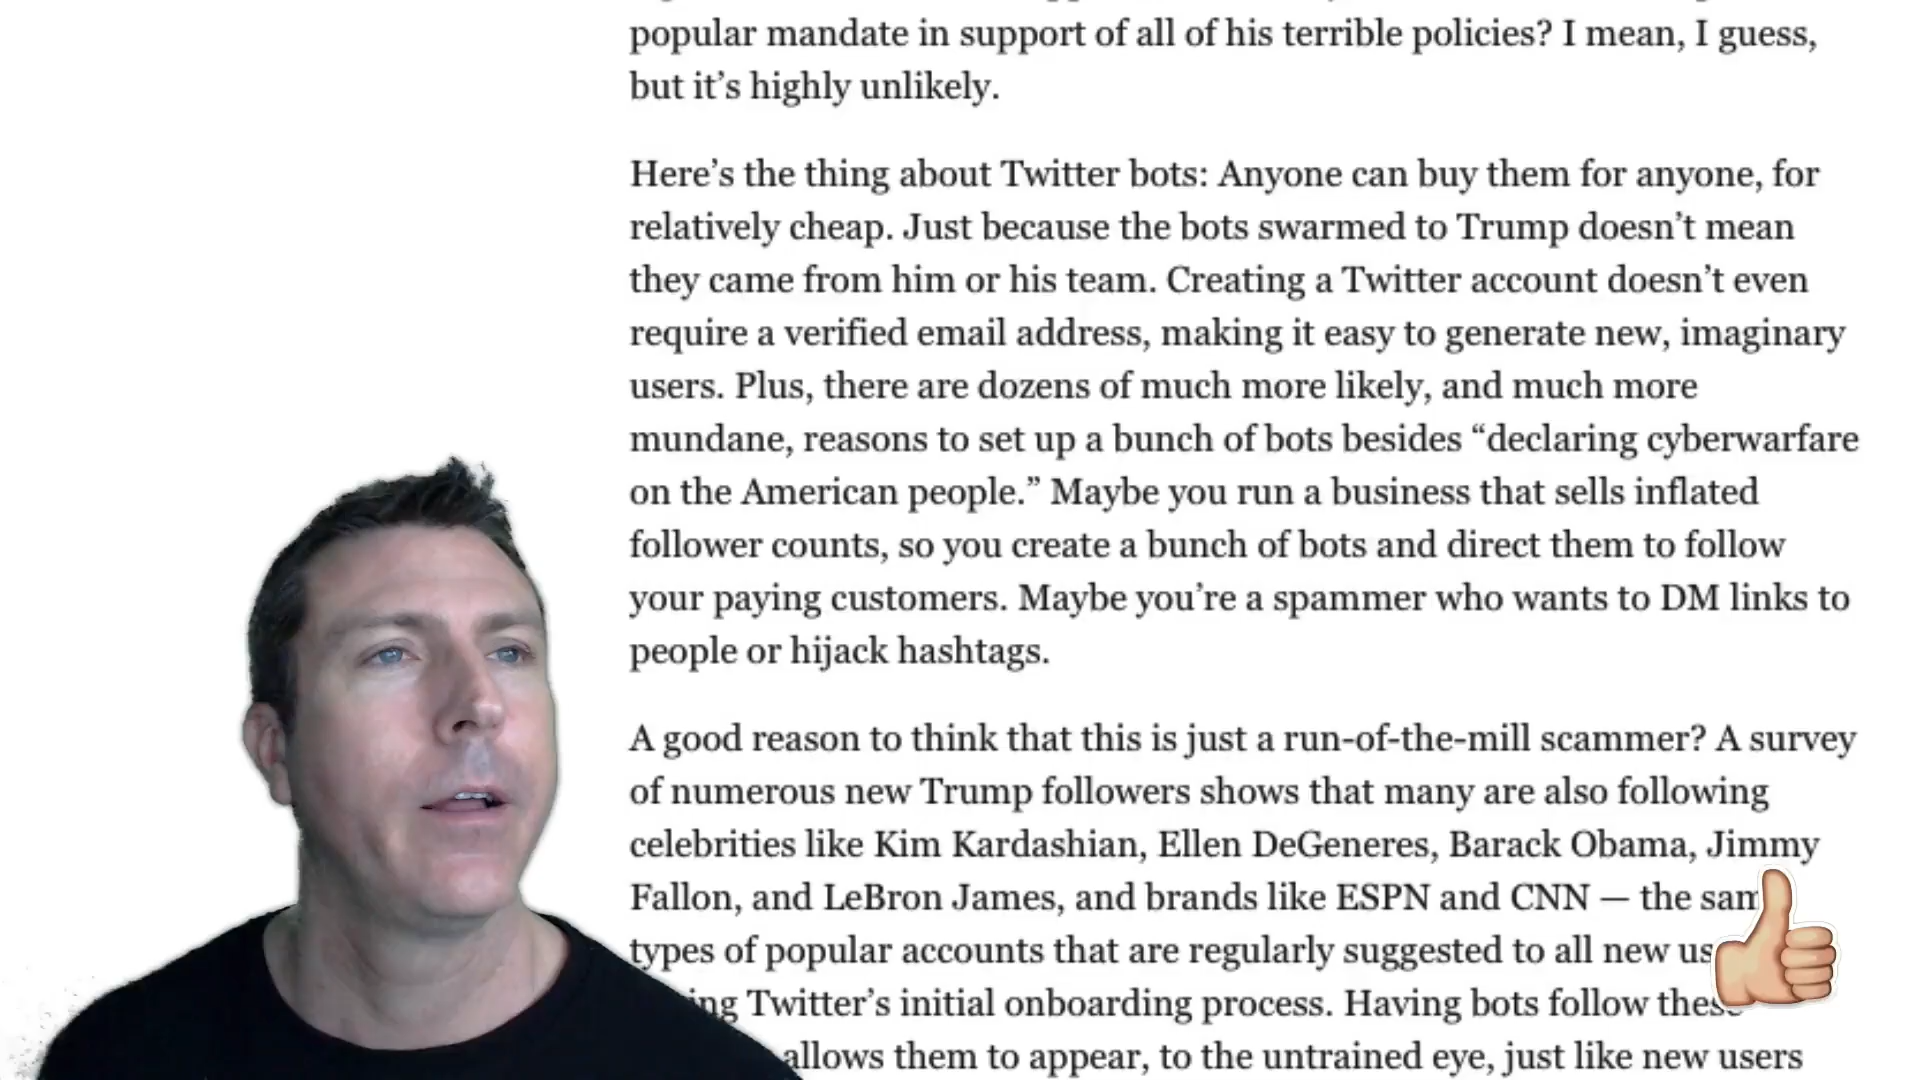 popular mandate in support of all of his terrible policies? I mean, I guess,
but it’s highly unlikely.
Here’s the thing about Twitter bots: Anyone can buy them for anyone, for
relatively cheap. Just because the bots swarmed to Trump doesn’t mean
they came from him or his team. Creating a Twitter account doesn’t even
require a verified email address, making it easy to generate new, imaginary
users. Plus, there are dozens of much more likely, and much more
mundane, reasons to set up a bunch of bots besides “declaring cyberwarfare
on the American people.” Maybe you run a business that sells inflated
follower counts, so you create a bunch of bots and direct them to follow
your paying customers. Maybe you’re a spammer who wants to DM links to
people or hijack hashtags.
A good reason to think that this is just a run-of-the-mill scammer? A survey
of numerous new Trump followers shows that many are also following
celebrities like Kim Kardashian, Ellen DeGeneres, Barack Obama, Jimmy
Fallon, and LeBron James, and brands like ESPN and CNN — the
types of popular accounts that are regularly suggested to all new
Twitter’s initial onboarding process. Having bots follow these
allows them to appear, to the untrained eye, just like new users